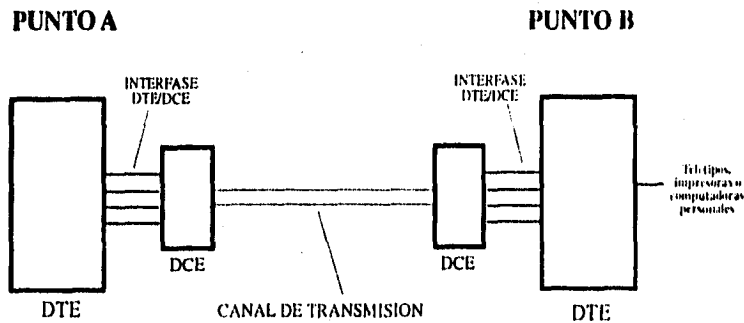 PUNTO A
PUNTO B
INTERFASE
DTE/DCE
INTERFASE
DTE/DCE
Teletipos,
impresoras o
computadoras
personales
DCE
DCE
DTE
CANAL DE TRANSMISION
DTE